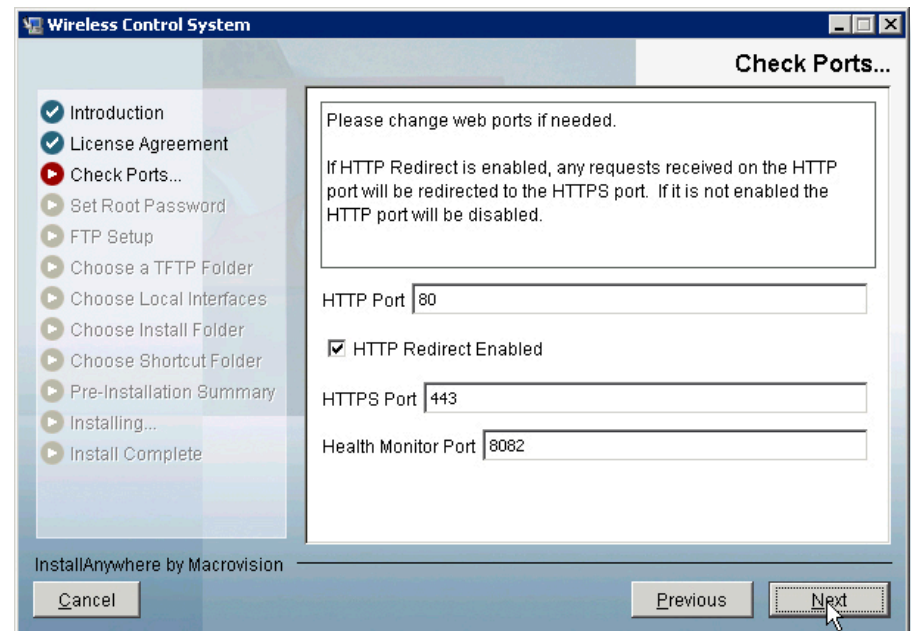 Wireless Control System
Check Ports...
Introduction
License Agreement
Check Ports...
Set Root Password
FTP Setup
Choose a TFTP Folder
Choose Local Interfaces
Choose Install Folder
Choose Shortcut Folder
Pre-Installation Summary
Installing...
Install Complete
Please change web ports if needed.
If HTTP Redirect is enabled, any requests received on the HTTP
port will be redirected to the HTTPS port. If it is not enabled the
HTTP port will be disabled.
HTTP Port 80
HTTP Redirect Enabled
HTTPS Port 443
Health Monitor Port 8082
InstallAnywhere by Macrovision
Cancel
Previous
Next